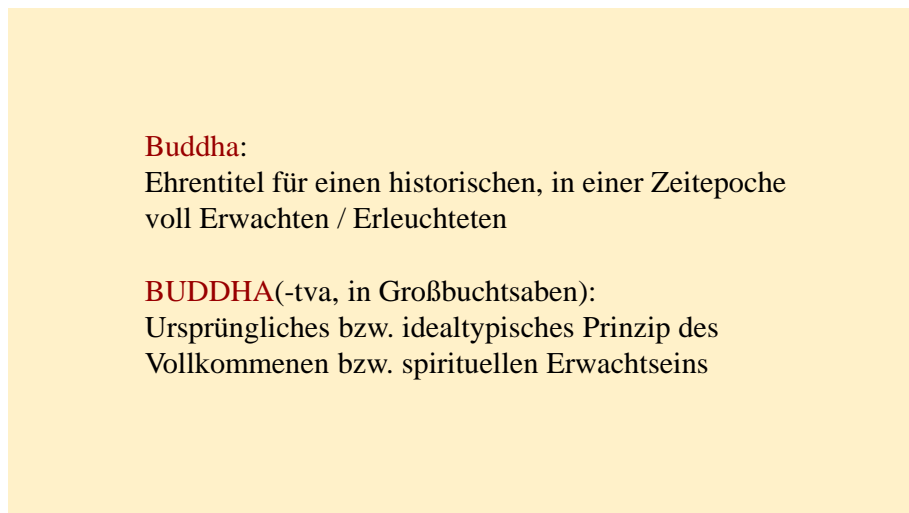 Buddha:
Ehrentitel für einen historischen, in einer Zeitepoche
voll Erwachten / Erleuchteten
BUDDHA(-tva, in Großbuchtsaben):
Ursprüngliches bzw. idealtypisches Prinzip des
Vollkommenen bzw. spirituellen Erwachtseins